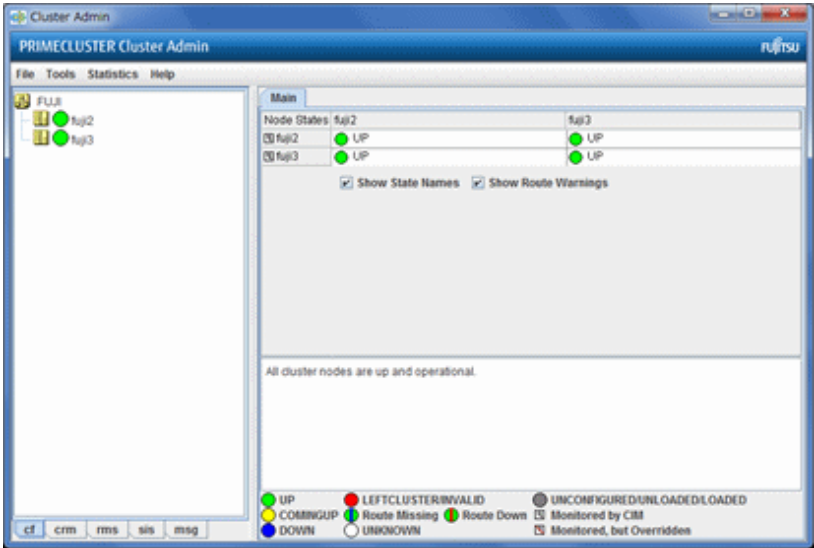 Cluster Admin
PRIMECLUSTER Cluster Admin
FUJITSU
File Tools Statistics Help
FUJI
fuji2
fuji3
Main
Node States fuji2 fuji3
fuji2 UP UP
fuji3 UP UP
Show State Names Show Route Warnings
All cluster nodes are up and operational.
UP LEFTCLUSTER/INVALID UNCONFIGURED/UNLOADED/LOADED
COMINGUP Route Missing Route Down Monitored by CIM
DOWN UNKNOWN Monitored, but Overridden
cf crm rms sis msg